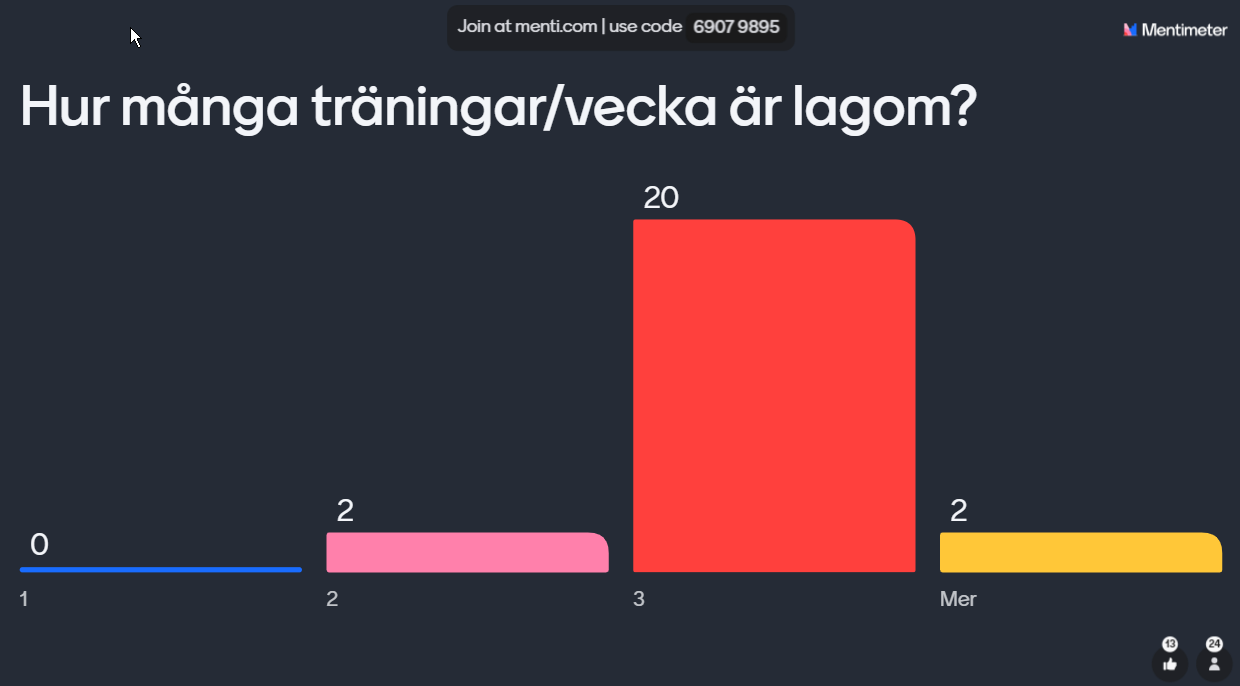 Join at menti.com | use code 6907 9895
Mentimeter
Hur många träningar/vecka är lagom?
20
2
2
0
1
2
3
Mer
13
24